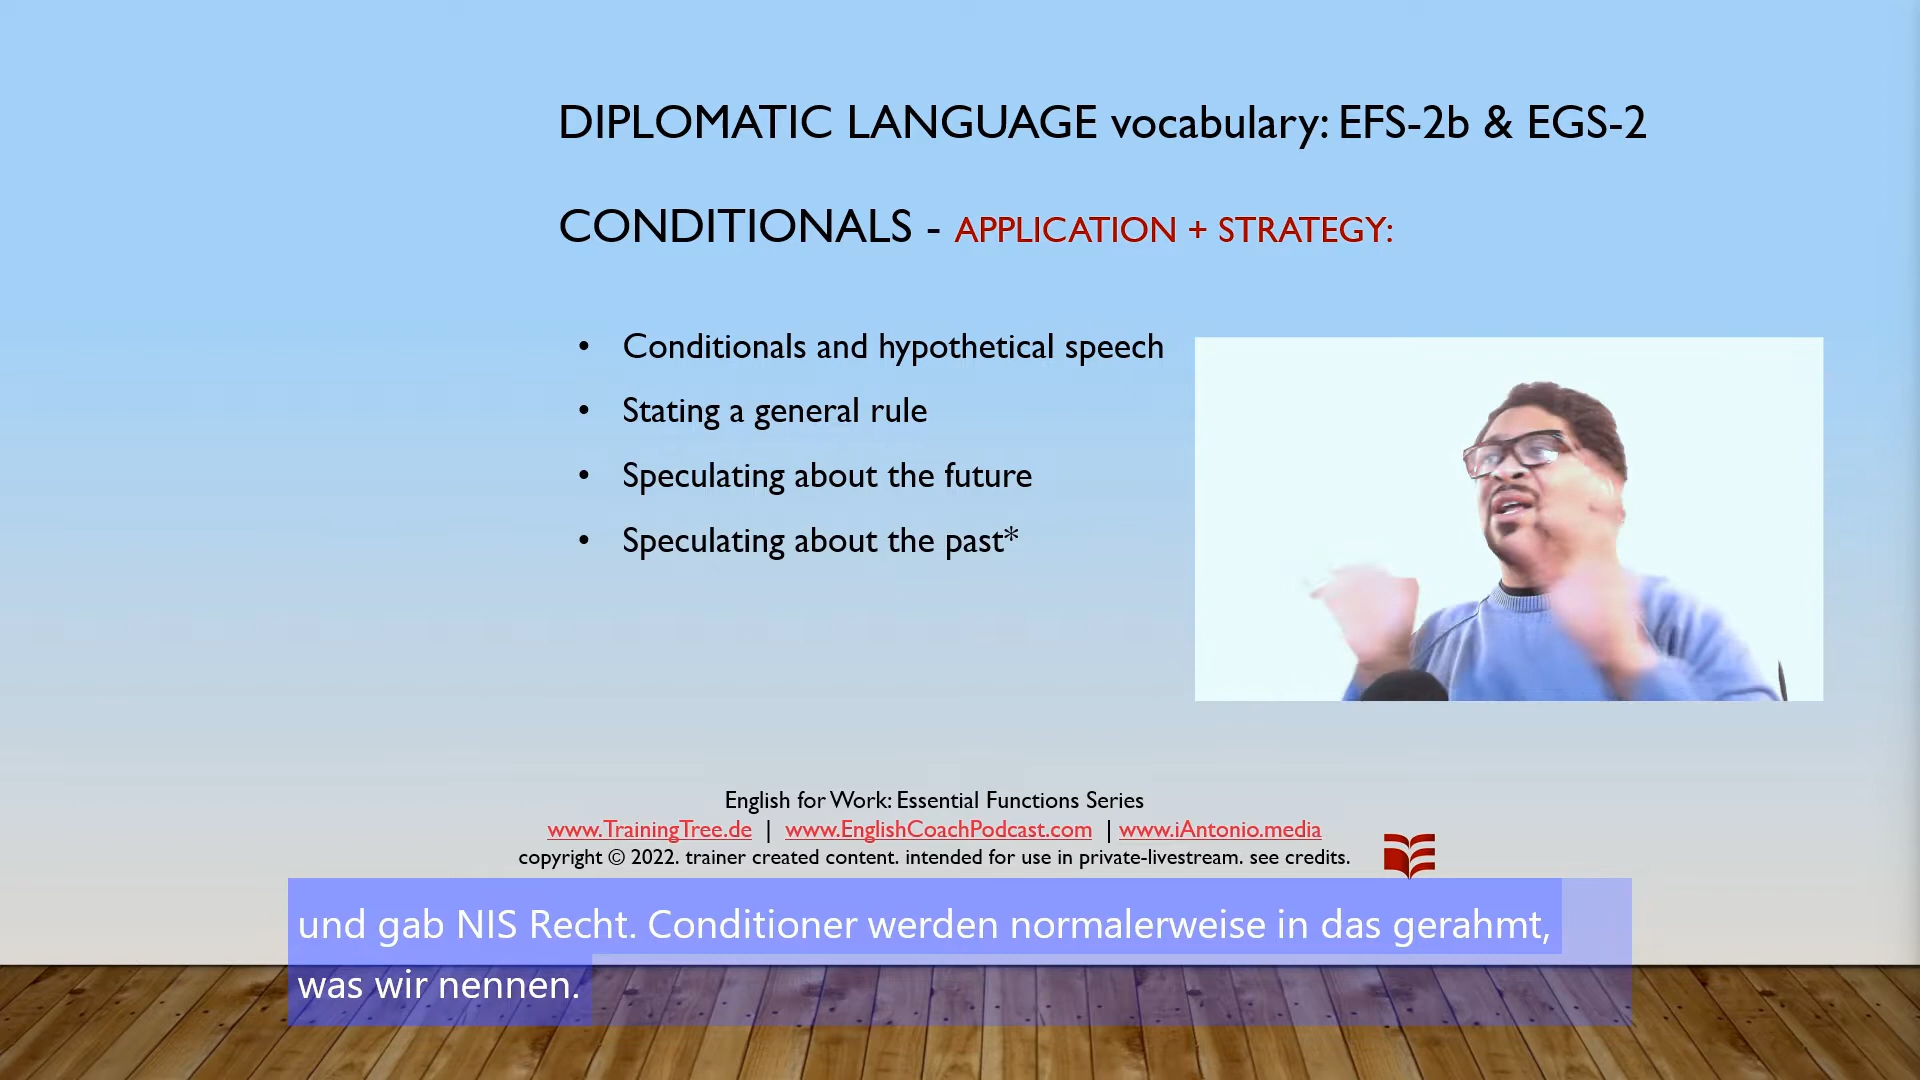 DIPLOMATIC LANGUAGE vocabulary: EFS-2b & EGS-2
CONDITIONALS - APPLICATION + STRATEGY:
• Conditionals and hypothetical speech
• Stating a general rule
• Speculating about the future
• Speculating about the past*
English for Work: Essential Functions Series
www.TrainingTree.de | www.EnglishCoachPodcast.com | www.iAntonio.media
copyright © 2022. trainer created content. intended for use in private-livestream. see credits.
und gab NIS Recht. Conditioner werden normalerweise in das gerahmt,
was wir nennen.